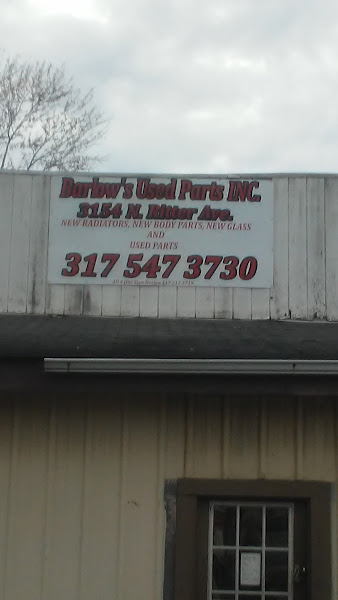 Barlow's Used Parts INC.
3154 N. Ritter Ave.
NEW RADIATORS, NEW BODY PARTS, NEW GLASS
AND
USED PARTS
317 547 3730